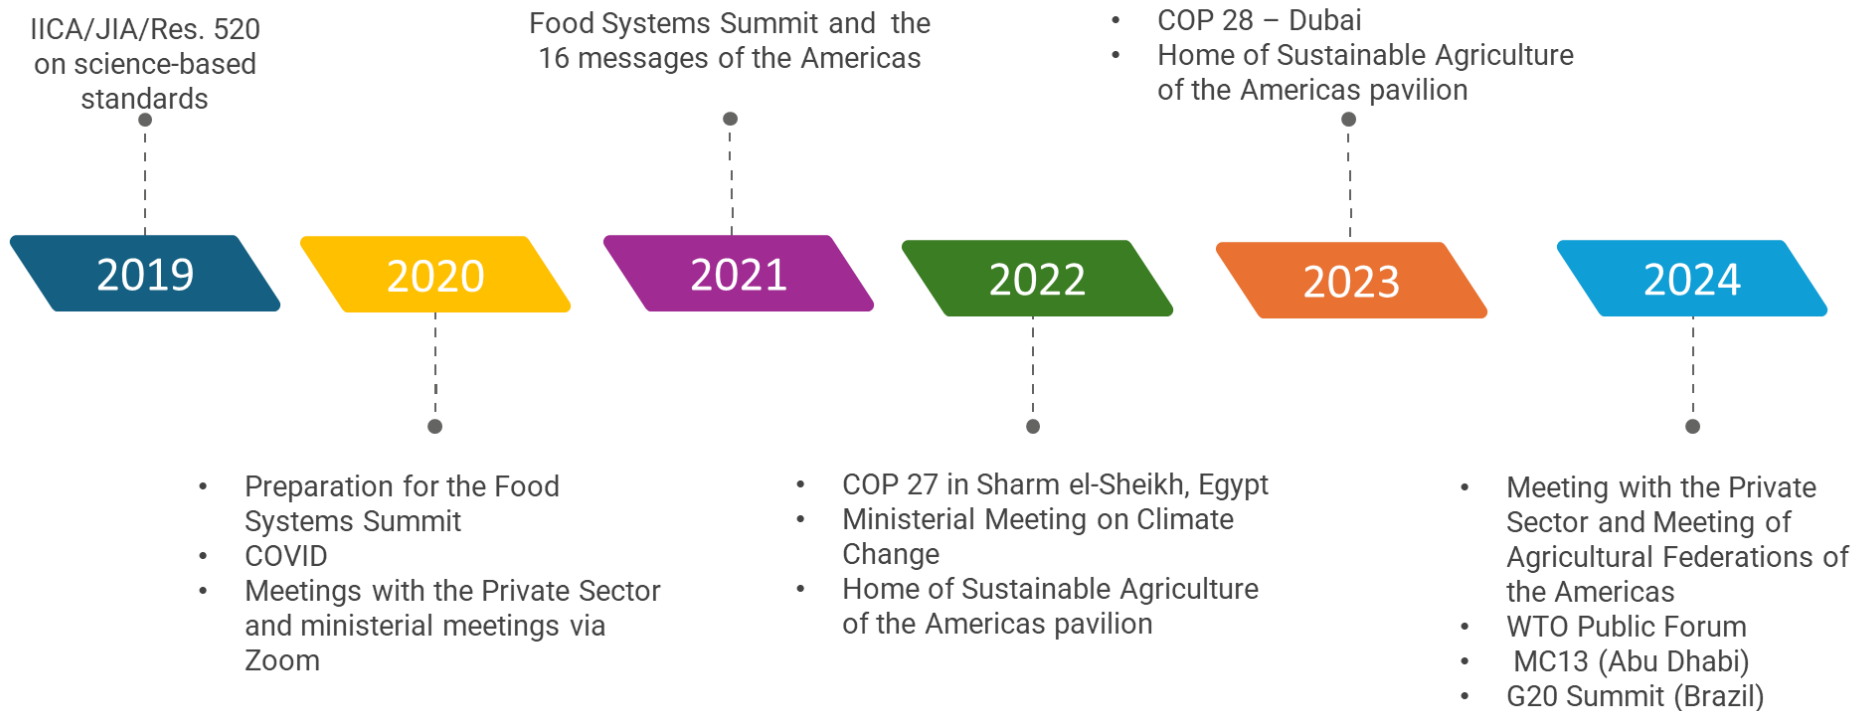 IICA/JIA/Res. 520
on science-based
standards
Food Systems Summit and the
16 messages of the Americas
• COP 28 – Dubai
• Home of Sustainable Agriculture
of the Americas pavilion
2019
2020
2021
2022
2023
2024
• Preparation for the Food
Systems Summit
• COVID
• Meetings with the Private Sector
and ministerial meetings via
Zoom
• COP 27 in Sharm el-Sheikh, Egypt
• Ministerial Meeting on Climate
Change
• Home of Sustainable Agriculture
of the Americas pavilion
• Meeting with the Private
Sector and Meeting of
Agricultural Federations of
the Americas
• WTO Public Forum
• MC13 (Abu Dhabi)
• G20 Summit (Brazil)